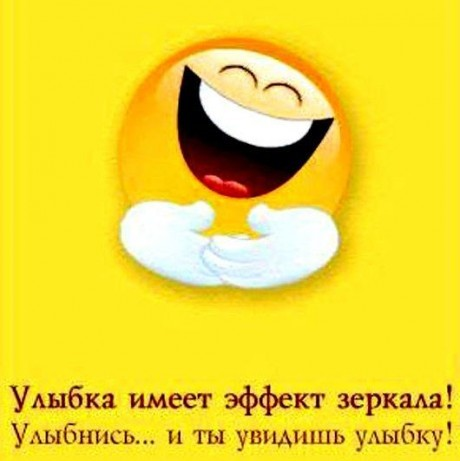 Улыбка имеет эффект зеркала!
Улыбнись... и ты увидишь улыбку!